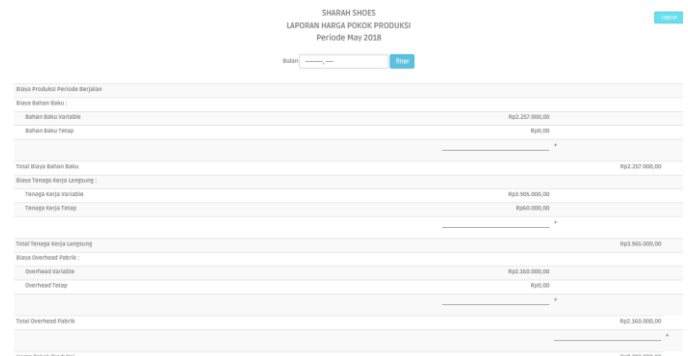 SHARAH SHOES
LAPORAN HARGA POKOK PRODUKSI
Periode May 2018
Logout
Bulan --------, ---- filter
Biaya Produksi Periode Berjalan
Biaya Bahan Baku :
Bahan Baku Variable Rp2.257.000,00
Bahan Baku Tetap Rp0,00
+
Total Biaya Bahan Baku Rp2.257.000,00
Biaya Tenaga Kerja Langsung :
Tenaga Kerja Variable Rp3.905.000,00
Tenaga Kerja Tetap Rp60.000,00
+
Total Tenaga Kerja Langsung Rp3.965.000,00
Biaya Overhead Pabrik :
Overhead Variable Rp2.160.000,00
Overhead Tetap Rp0,00
+
Total Overhead Pabrik Rp2.160.000,00
+